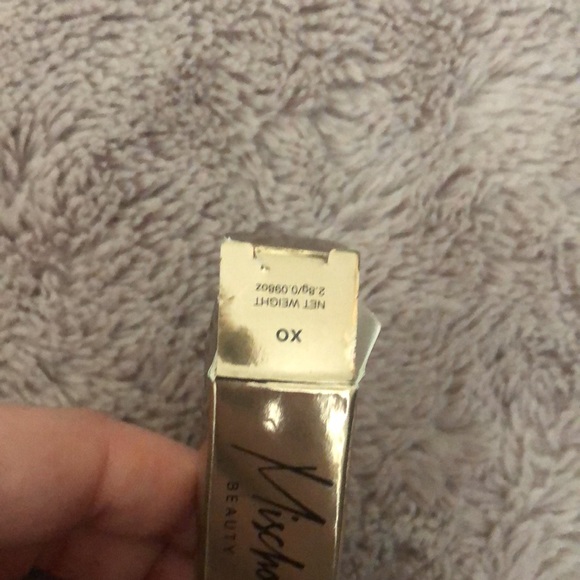 XO
NET WEIGHT
2.8g/0.098oz
Mischo
BEAUTY